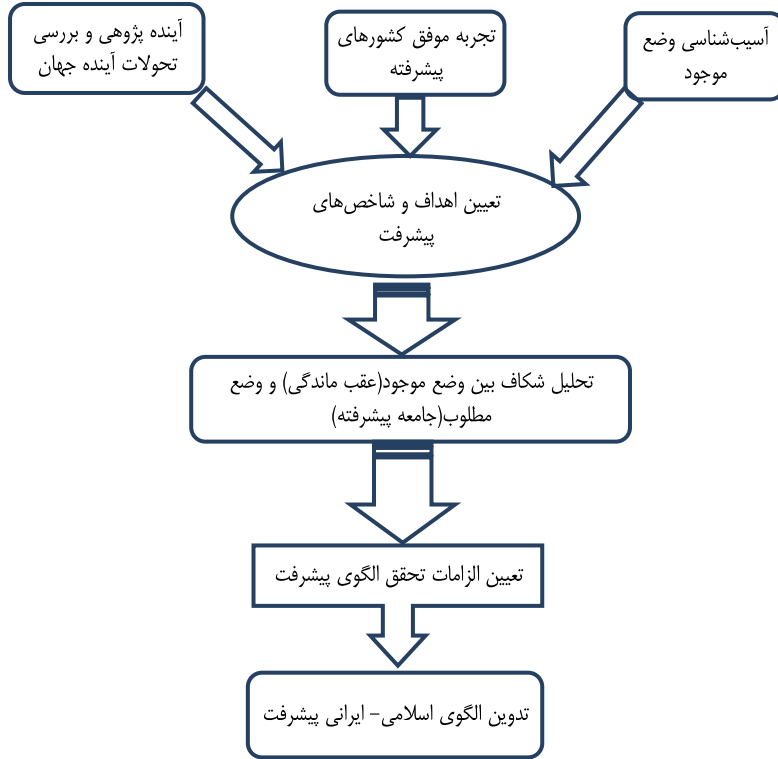 آسیب‌شناسی وضع
موجود
تجربه موفق کشورهای
پیشرفته
آینده پژوهی و بررسی
تحولات آینده جهان
تعیین اهداف و شاخص‌های
پیشرفت
تحلیل شکاف بین وضع موجود(عقب ماندگی) و وضع
مطلوب(جامعه پیشرفته)
تعیین الزامات تحقق الگوی پیشرفت
تدوین الگوی اسلامی- ایرانی پیشرفت